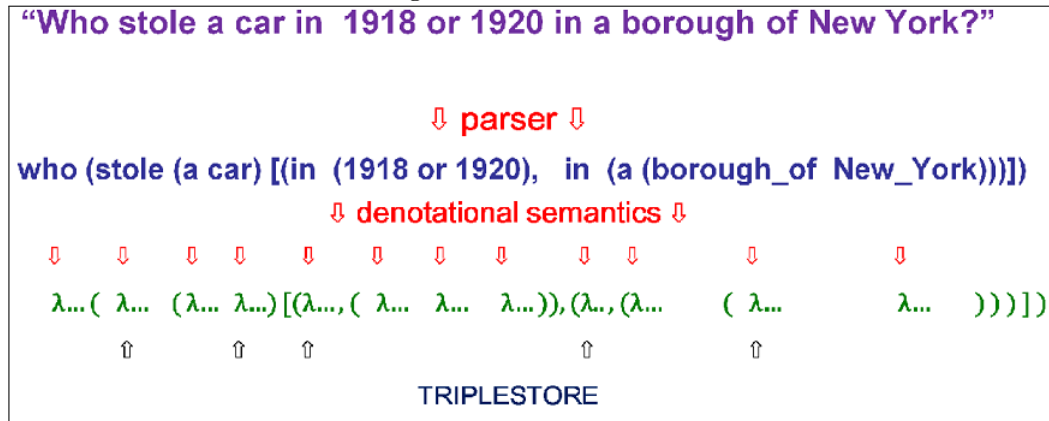 “Who stole a car in 1918 or 1920 in a borough of New York?”
⇩ parser ⇩
who (stole (a car) [(in (1918 or 1920), in (a (borough_of New_York)))])
⇩ denotational semantics ⇩
⇩ ⇩ ⇩ ⇩ ⇩ ⇩ ⇩ ⇩ ⇩ ⇩ ⇩ ⇩
λ...( λ... (λ... λ...)[(λ...,( λ... λ... λ...)),(λ..,(λ... ( λ... λ... )))])
⇧ ⇧ ⇧ ⇧ ⇧
TRIPLESTORE